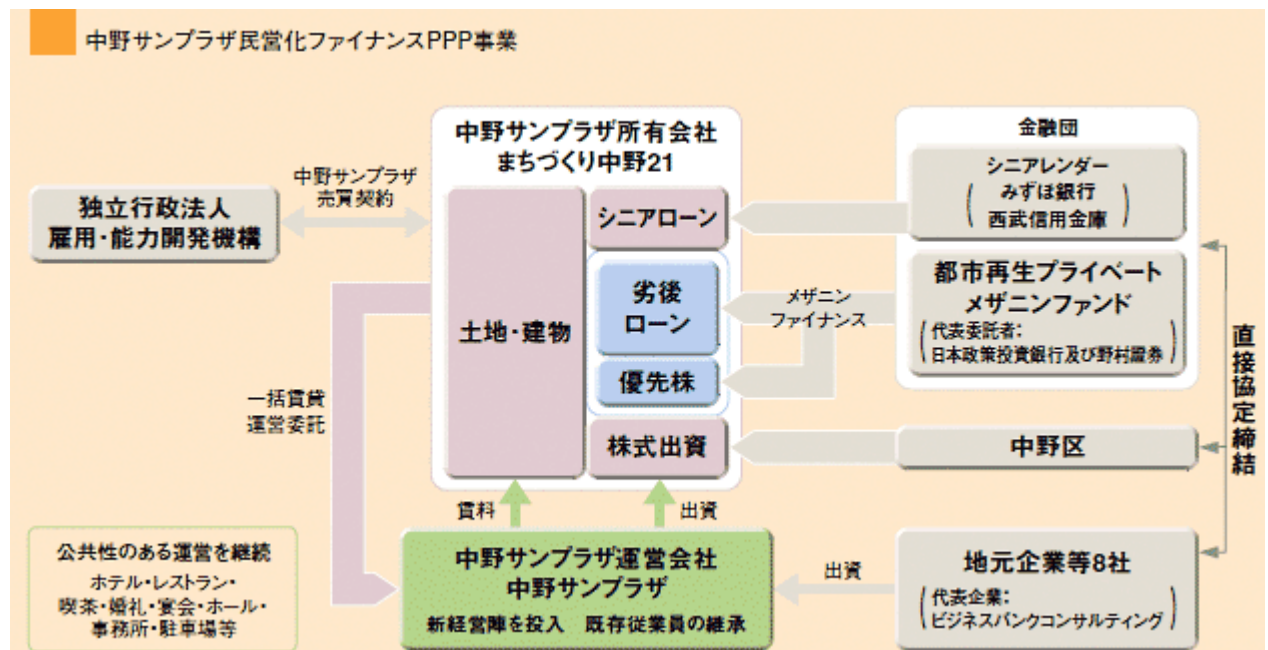 中野サンプラザ民営化ファイナンスPPP事業
独立行政法人
雇用・能力開発機構
中野サンプラザ
売買契約
中野サンプラザ所有会社
まちづくり中野21
土地・建物
シニアローン
劣後
ローン
優先株
株式出資
メザニン
ファイナンス
金融団
シニアレンダー
(みずほ銀行
西武信用金庫)
都市再生プライベート
メザニンファンド
(代表委託者:
日本政策投資銀行及び野村證券)
中野区
直接協定締結
一括賃貸
運営委託
賃料
出資
中野サンプラザ運営会社
中野サンプラザ
新経営陣を投入 既存従業員の継承
出資
地元企業等8社
(代表企業:
ビジネスバンクコンサルティング)
公共性のある運営を継続
ホテル・レストラン・
喫茶・婚礼・宴会・ホール・
事務所・駐車場等